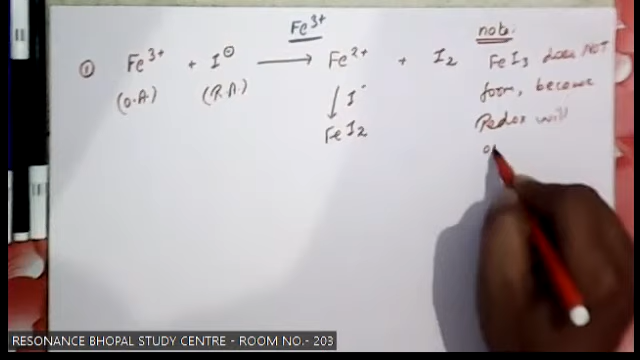 Fe³⁺
① Fe³⁺ + I⊖ ⟶ Fe²⁺ + I₂
(O.A) (R.A.)
↓ I⁻
FeI₂
note:
FeI₃ does NOT
form, because
Redox will
RESONANCE BHOPAL STUDY CENTRE - ROOM NO.- 203